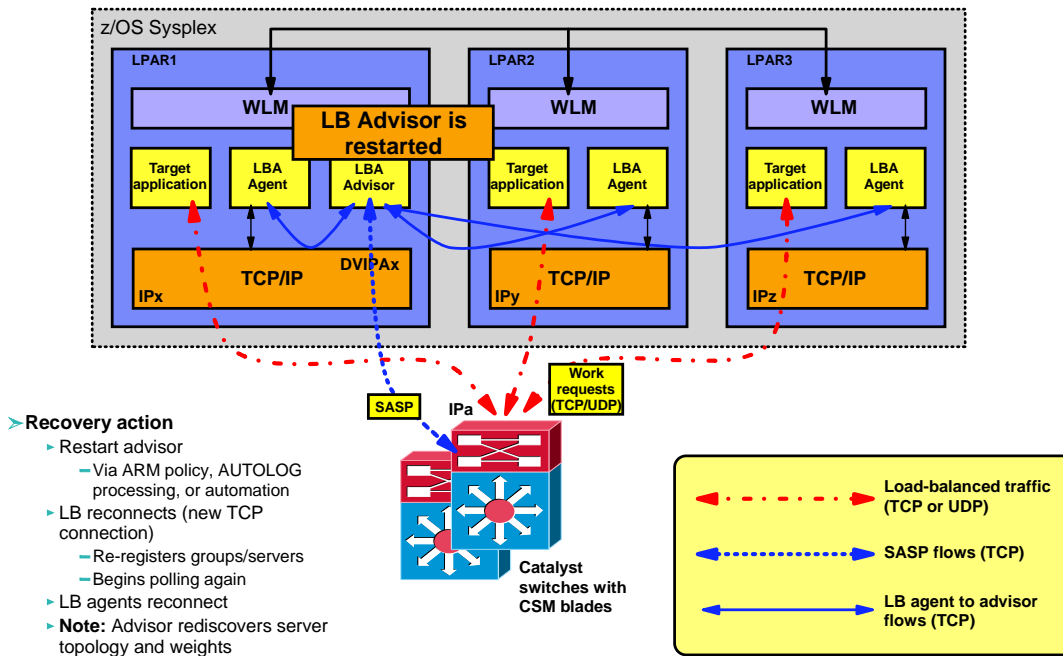 z/OS Sysplex
LPAR1
LPAR2
LPAR3
WLM
WLM
WLM
LB Advisor is
restarted
Target
application
LBA
Agent
LBA
Advisor
Target
application
LBA
Agent
Target
application
LBA
Agent
DVIPAx
TCP/IP
IPx
TCP/IP
IPy
TCP/IP
IPz
SASP
IPa
Work
requests
(TCP/UDP)
➢Recovery action
► Restart advisor
– Via ARM policy, AUTOLOG
processing, or automation
► LB reconnects (new TCP
connection)
– Re-registers groups/servers
– Begins polling again
► LB agents reconnect
► Note: Advisor rediscovers server
topology and weights
Catalyst
switches with
CSM blades
Load-balanced traffic
(TCP or UDP)
SASP flows (TCP)
LB agent to advisor
flows (TCP)